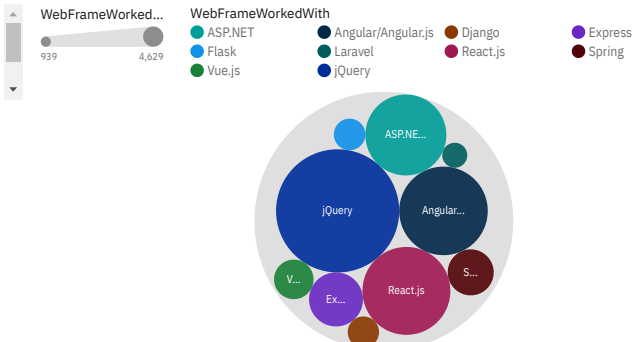 WebFrameWorked...
939 4,629
WebFrameWorkedWith
ASP.NET Angular/Angular.js Django Express
Flask Laravel React.js Spring
Vue.js jQuery
ASP.NE...
jQuery Angular...
V... Ex... React.js S...